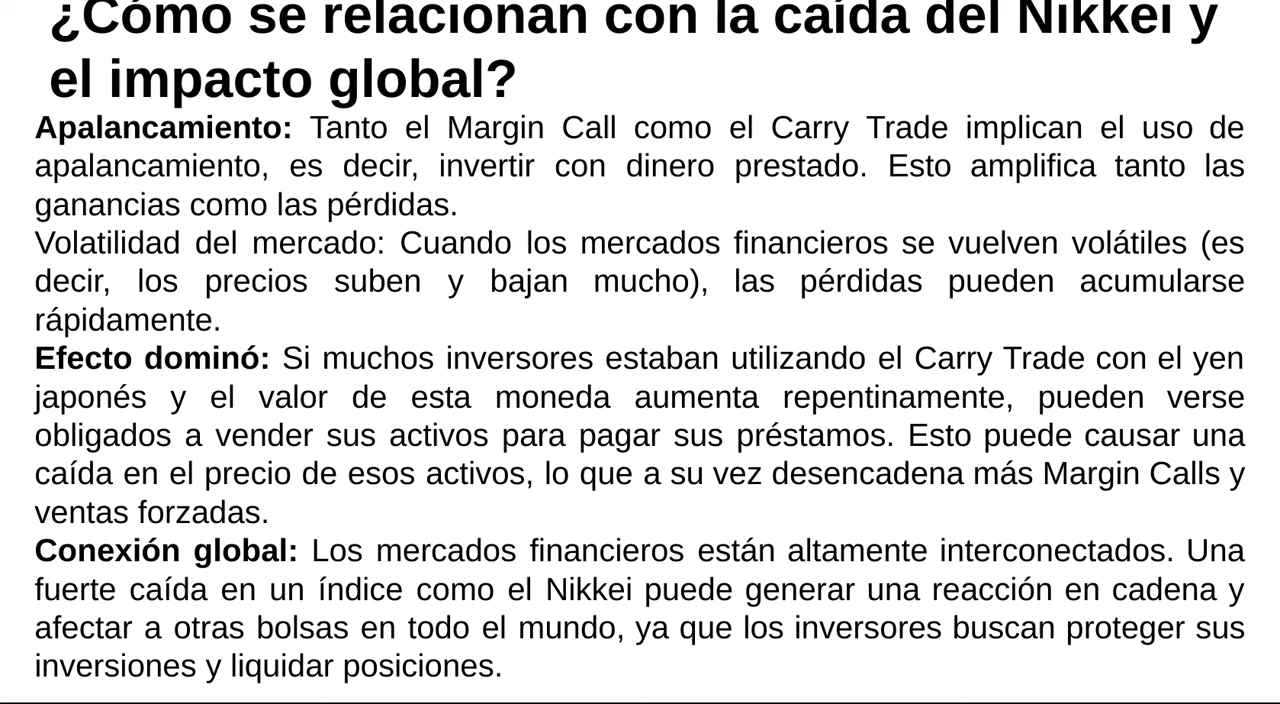 ¿Cómo se relacionan con la caída del Nikkei y
el impacto global?
Apalancamiento: Tanto el Margin Call como el Carry Trade implican el uso de
apalancamiento, es decir, invertir con dinero prestado. Esto amplifica tanto las
ganancias como las pérdidas.
Volatilidad del mercado: Cuando los mercados financieros se vuelven volátiles (es
decir, los precios suben y bajan mucho), las pérdidas pueden acumularse
rápidamente.
Efecto dominó: Si muchos inversores estaban utilizando el Carry Trade con el yen
japonés y el valor de esta moneda aumenta repentinamente, pueden verse
obligados a vender sus activos para pagar sus préstamos. Esto puede causar una
caída en el precio de esos activos, lo que a su vez desencadena más Margin Calls y
ventas forzadas.
Conexión global: Los mercados financieros están altamente interconectados. Una
fuerte caída en un índice como el Nikkei puede generar una reacción en cadena y
afectar a otras bolsas en todo el mundo, ya que los inversores buscan proteger sus
inversiones y liquidar posiciones.